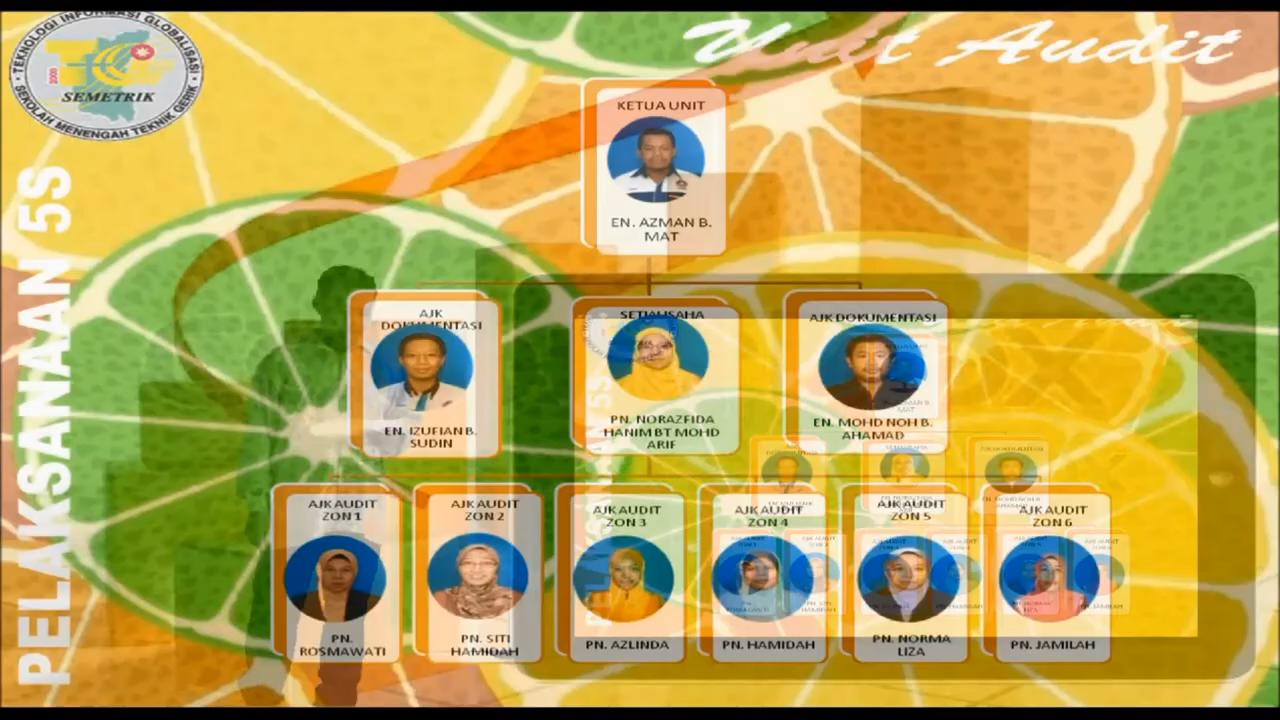 TEKNOLOGI INFORMASI GLOBALISASI
2009
SEMETRIK
SEKOLAH MENENGAH TEKNIK GERIK
Unit Audit
PELAKSANAAN 5S
KETUA UNIT
EN. AZMAN B.
MAT
AJK
DOKUMENTASI
EN. IZUFIAN B.
SUDIN
SETIAUSAHA
PN. NORAZFIDA
HANIM BT MOHD
ARIF
AJK DOKUMENTASI
EN. MOHD NOH B.
AHAMAD
AJK AUDIT
ZON 1
PN.
ROSMAWATI
AJK AUDIT
ZON 2
PN. SITI
HAMIDAH
AJK AUDIT
ZON 3
PN. AZLINDA
AJK AUDIT
ZON 4
PN. HAMIDAH
AJK AUDIT
ZON 5
PN. NORMA
LIZA
AJK AUDIT
ZON 6
PN. JAMILAH